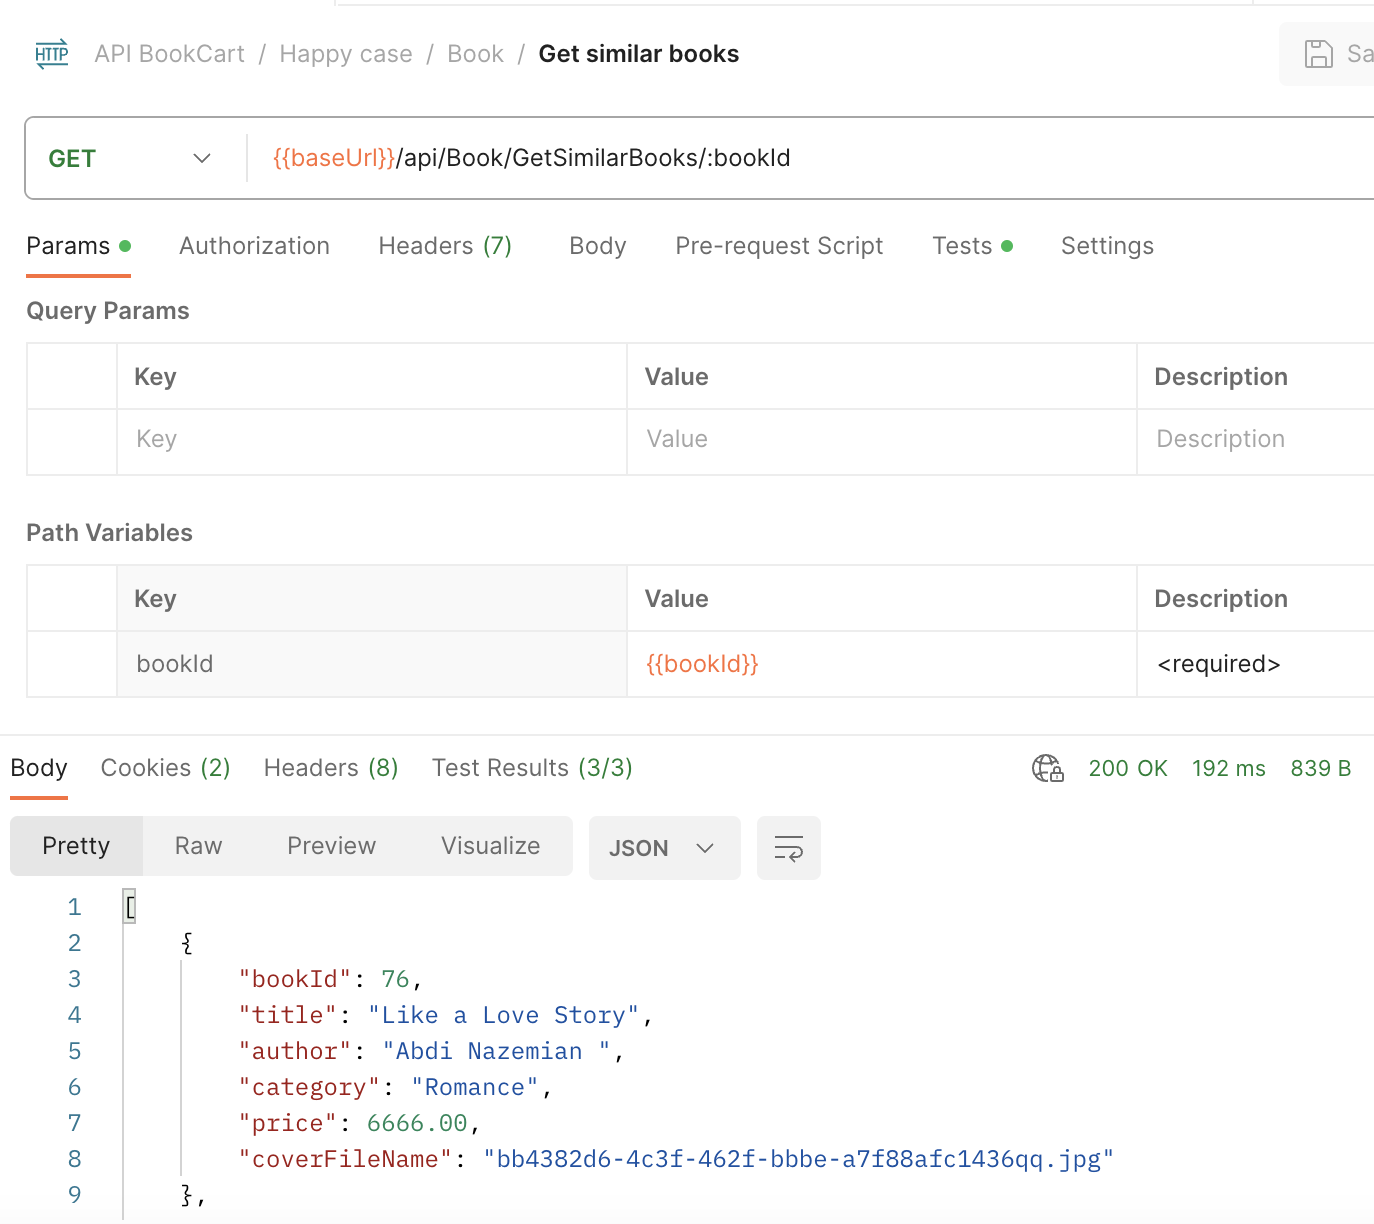 HTTP API BookCart / Happy case / Book / Get similar books Sa
GET {{baseUrl}}/api/Book/GetSimilarBooks/:bookId
Params Authorization Headers (7) Body Pre-request Script Tests Settings
Query Params
Key Value Description
Key Value Description
Path Variables
Key Value Description
bookId {{bookId}} <required>
Body Cookies (2) Headers (8) Test Results (3/3) 200 OK 192 ms 839 B
Pretty Raw Preview Visualize JSON
1 [
2 {
3 "bookId": 76,
4 "title": "Like a Love Story",
5 "author": "Abdi Nazemian ",
6 "category": "Romance",
7 "price": 6666.00,
8 "coverFileName": "bb4382d6-4c3f-462f-bbbe-a7f88afc1436qq.jpg"
9 },